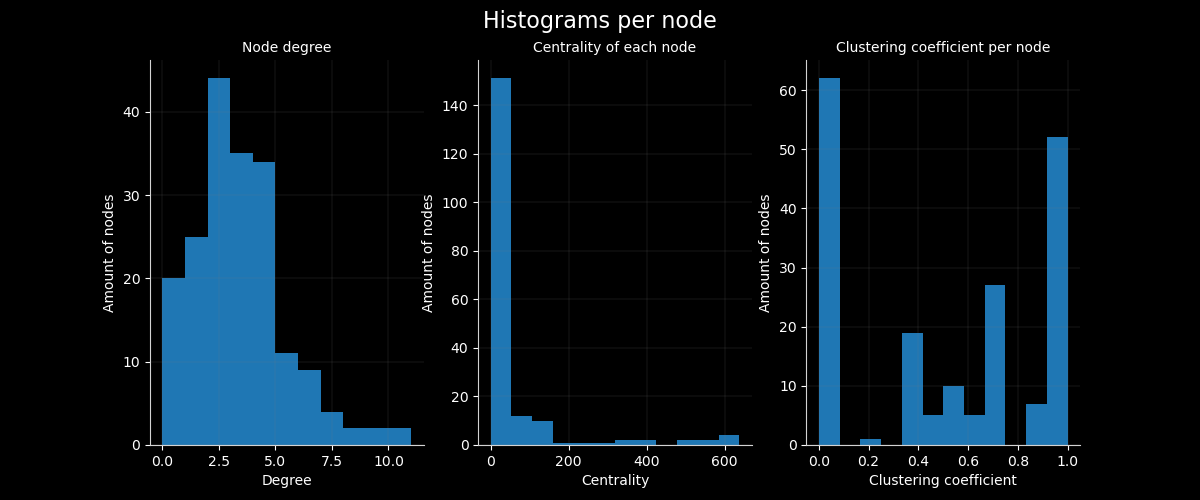 Histograms per node
Node degree
Amount of nodes
40
30
20
10
0
0.0 2.5 5.0 7.5 10.0
Degree
Centrality of each node
Amount of nodes
140
120
100
80
60
40
20
0
0 200 400 600
Centrality
Clustering coefficient per node
Amount of nodes
60
50
40
30
20
10
0
0.0 0.2 0.4 0.6 0.8 1.0
Clustering coefficient